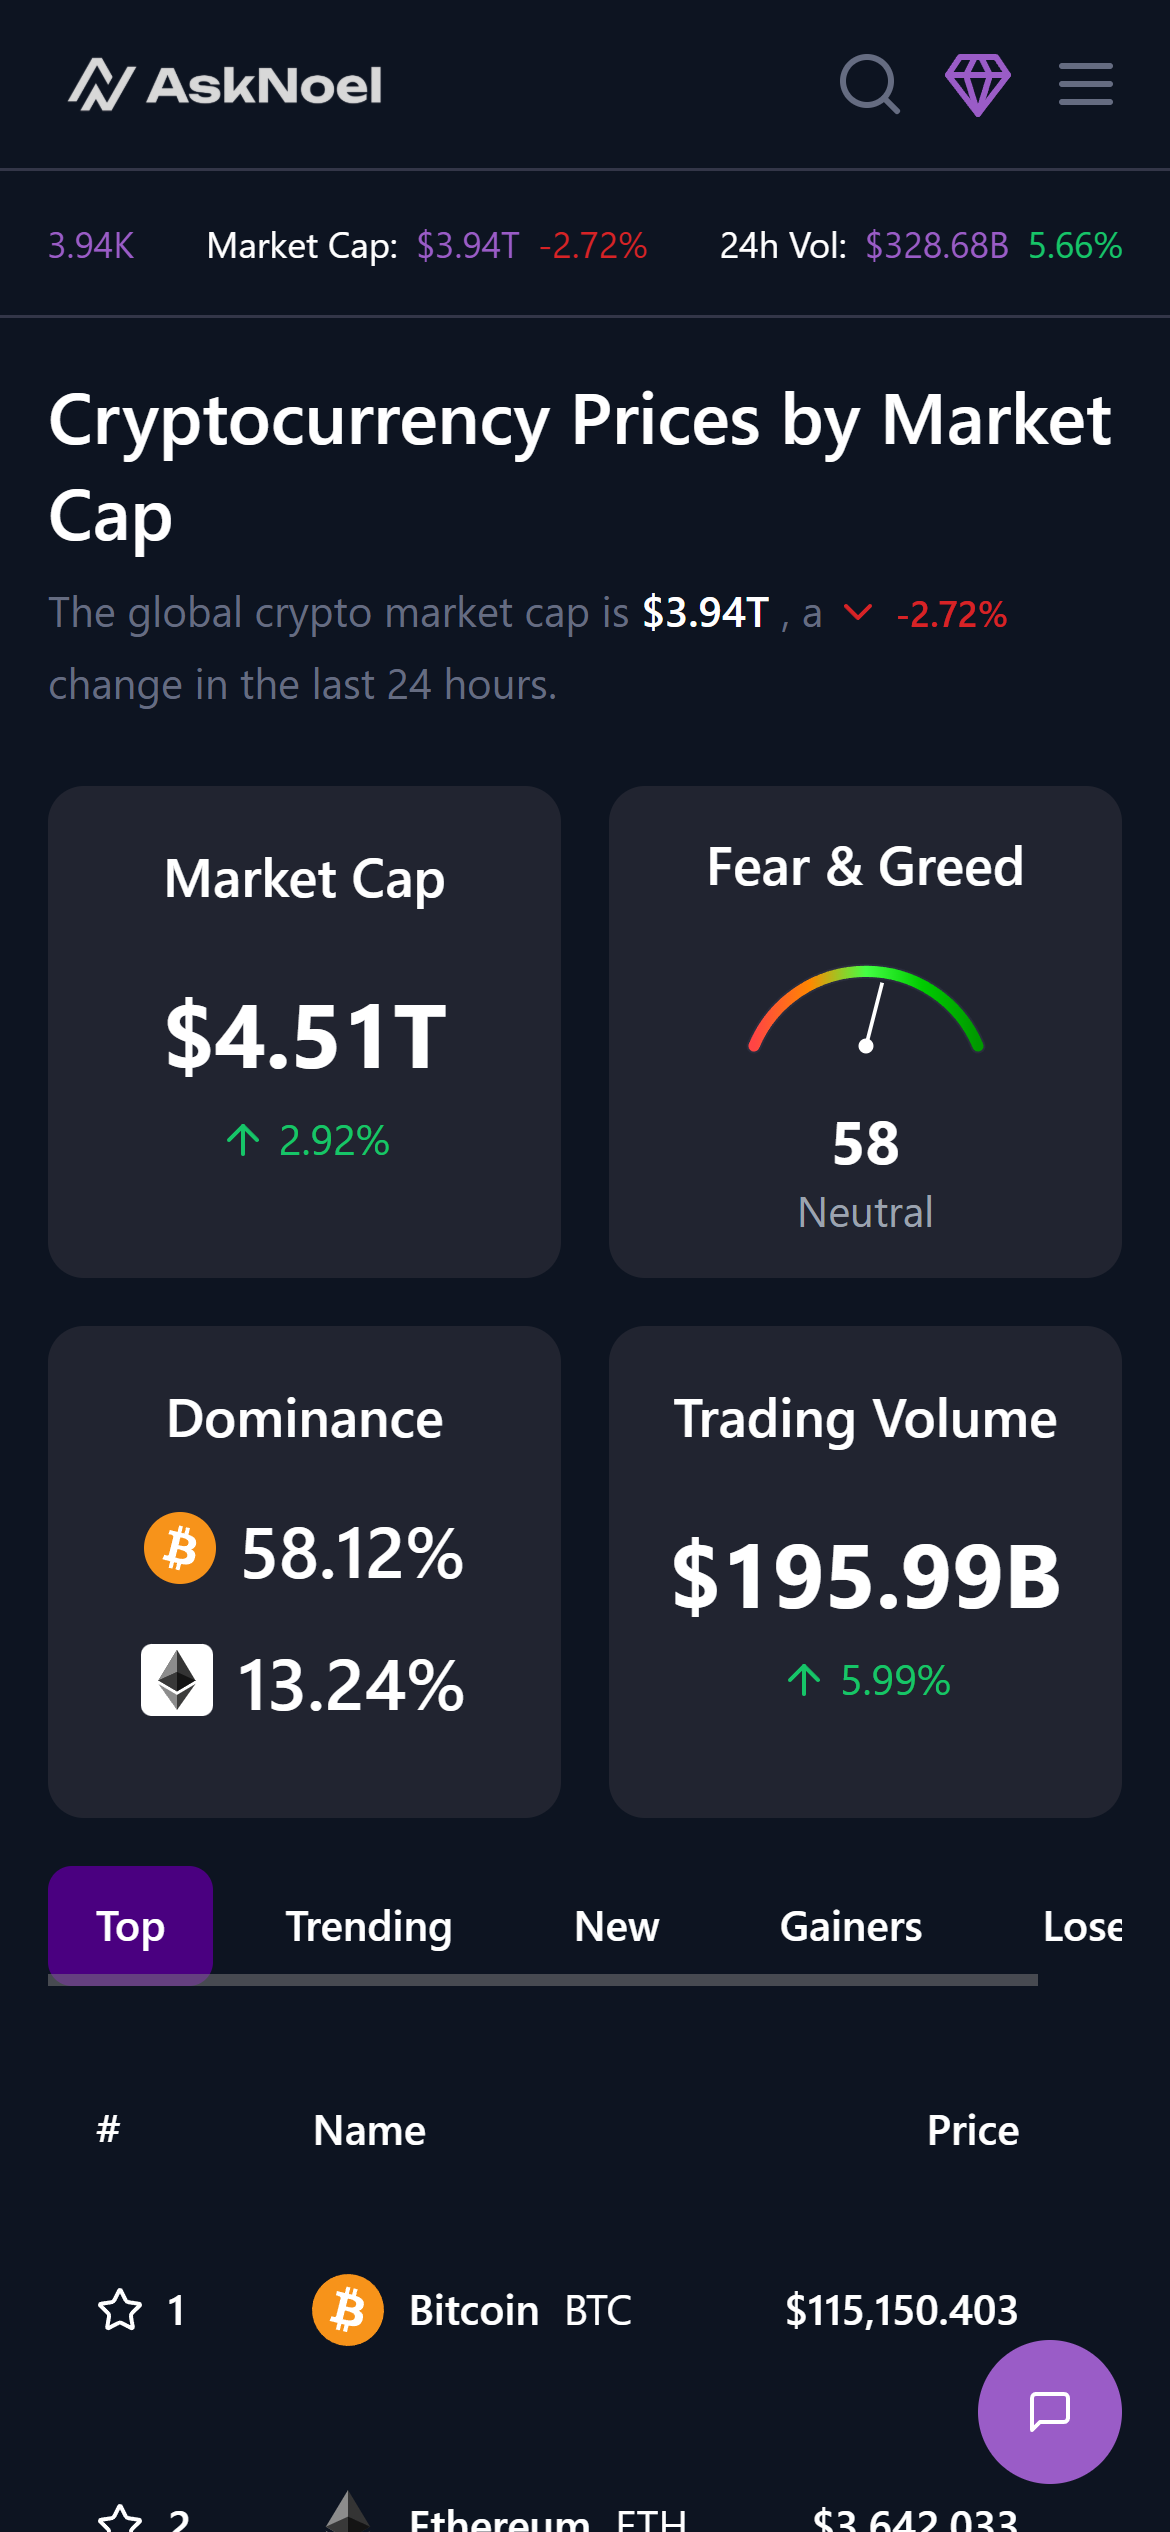 AskNoel
3.94K Market Cap: $3.94T -2.72% 24h Vol: $328.68B 5.66%
Cryptocurrency Prices by Market
Cap
The global crypto market cap is $3.94T , a -2.72%
change in the last 24 hours.
Market Cap
$4.51T
2.92%
Fear & Greed
58
Neutral
Dominance
58.12%
13.24%
Trading Volume
$195.99B
5.99%
Top Trending New Gainers Lose
# Name Price
1 Bitcoin BTC $115,150.403
2 Ethereum ETH $3,642.033